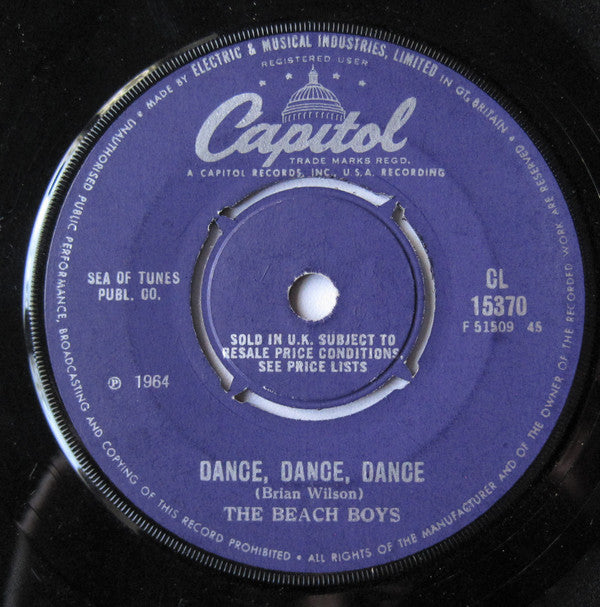 MADE BY ELECTRIC & MUSICAL INDUSTRIES, LIMITED IN GT. BRITAIN
REGISTERED USER
Capitol
TRADE MARKS REGD.
A CAPITOL RECORDS, INC., U.S.A. RECORDING
SEA OF TUNES
PUBL. CO.
CL
15370
F 51509 45
SOLD IN U.K. SUBJECT TO
RESALE PRICE CONDITIONS,
SEE PRICE LISTS
℗ 1964
DANCE, DANCE, DANCE
(Brian Wilson)
THE BEACH BOYS
UNAUTHORISED PUBLIC PERFORMANCE, BROADCASTING AND COPYING OF THIS RECORD PROHIBITED • ALL RIGHTS OF THE MANUFACTURER AND OF THE OWNER OF THE RECORDED WORK ARE RESERVED •